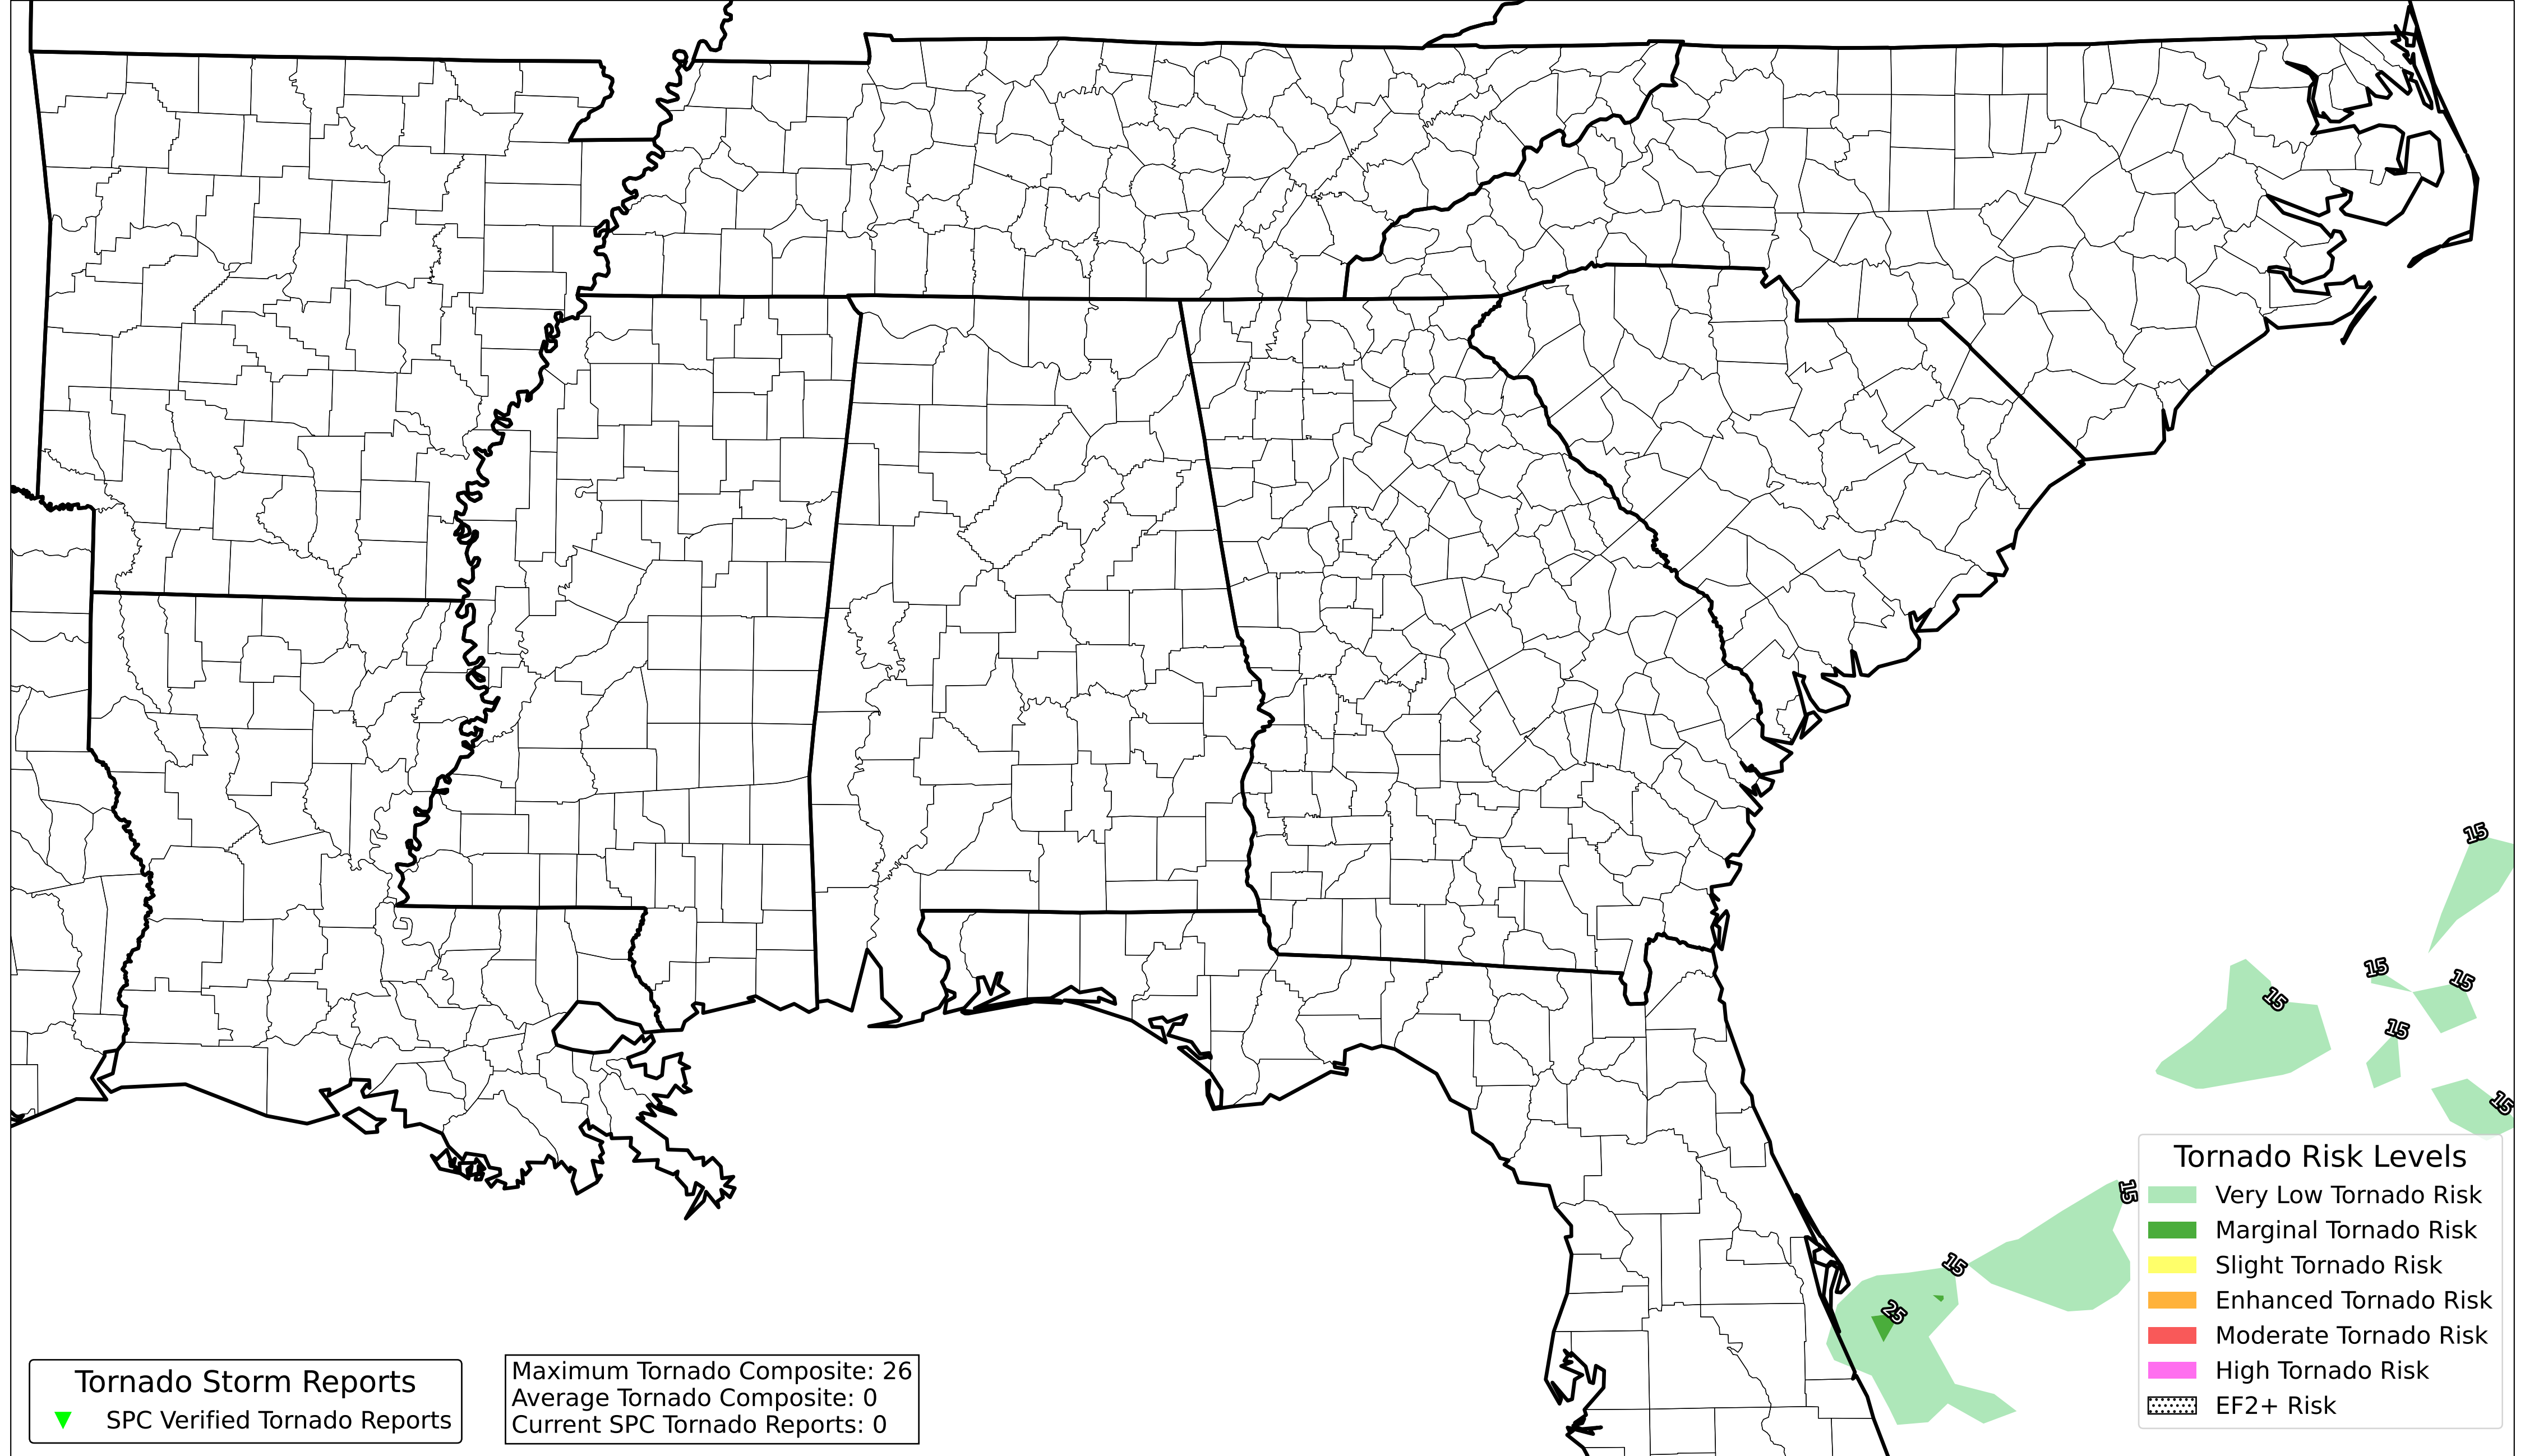 15
15
15
15
15
15
15
15
25
Tornado Risk Levels
Very Low Tornado Risk
Marginal Tornado Risk
Slight Tornado Risk
Enhanced Tornado Risk
Moderate Tornado Risk
High Tornado Risk
EF2+ Risk
Tornado Storm Reports
SPC Verified Tornado Reports
Maximum Tornado Composite: 26
Average Tornado Composite: 0
Current SPC Tornado Reports: 0